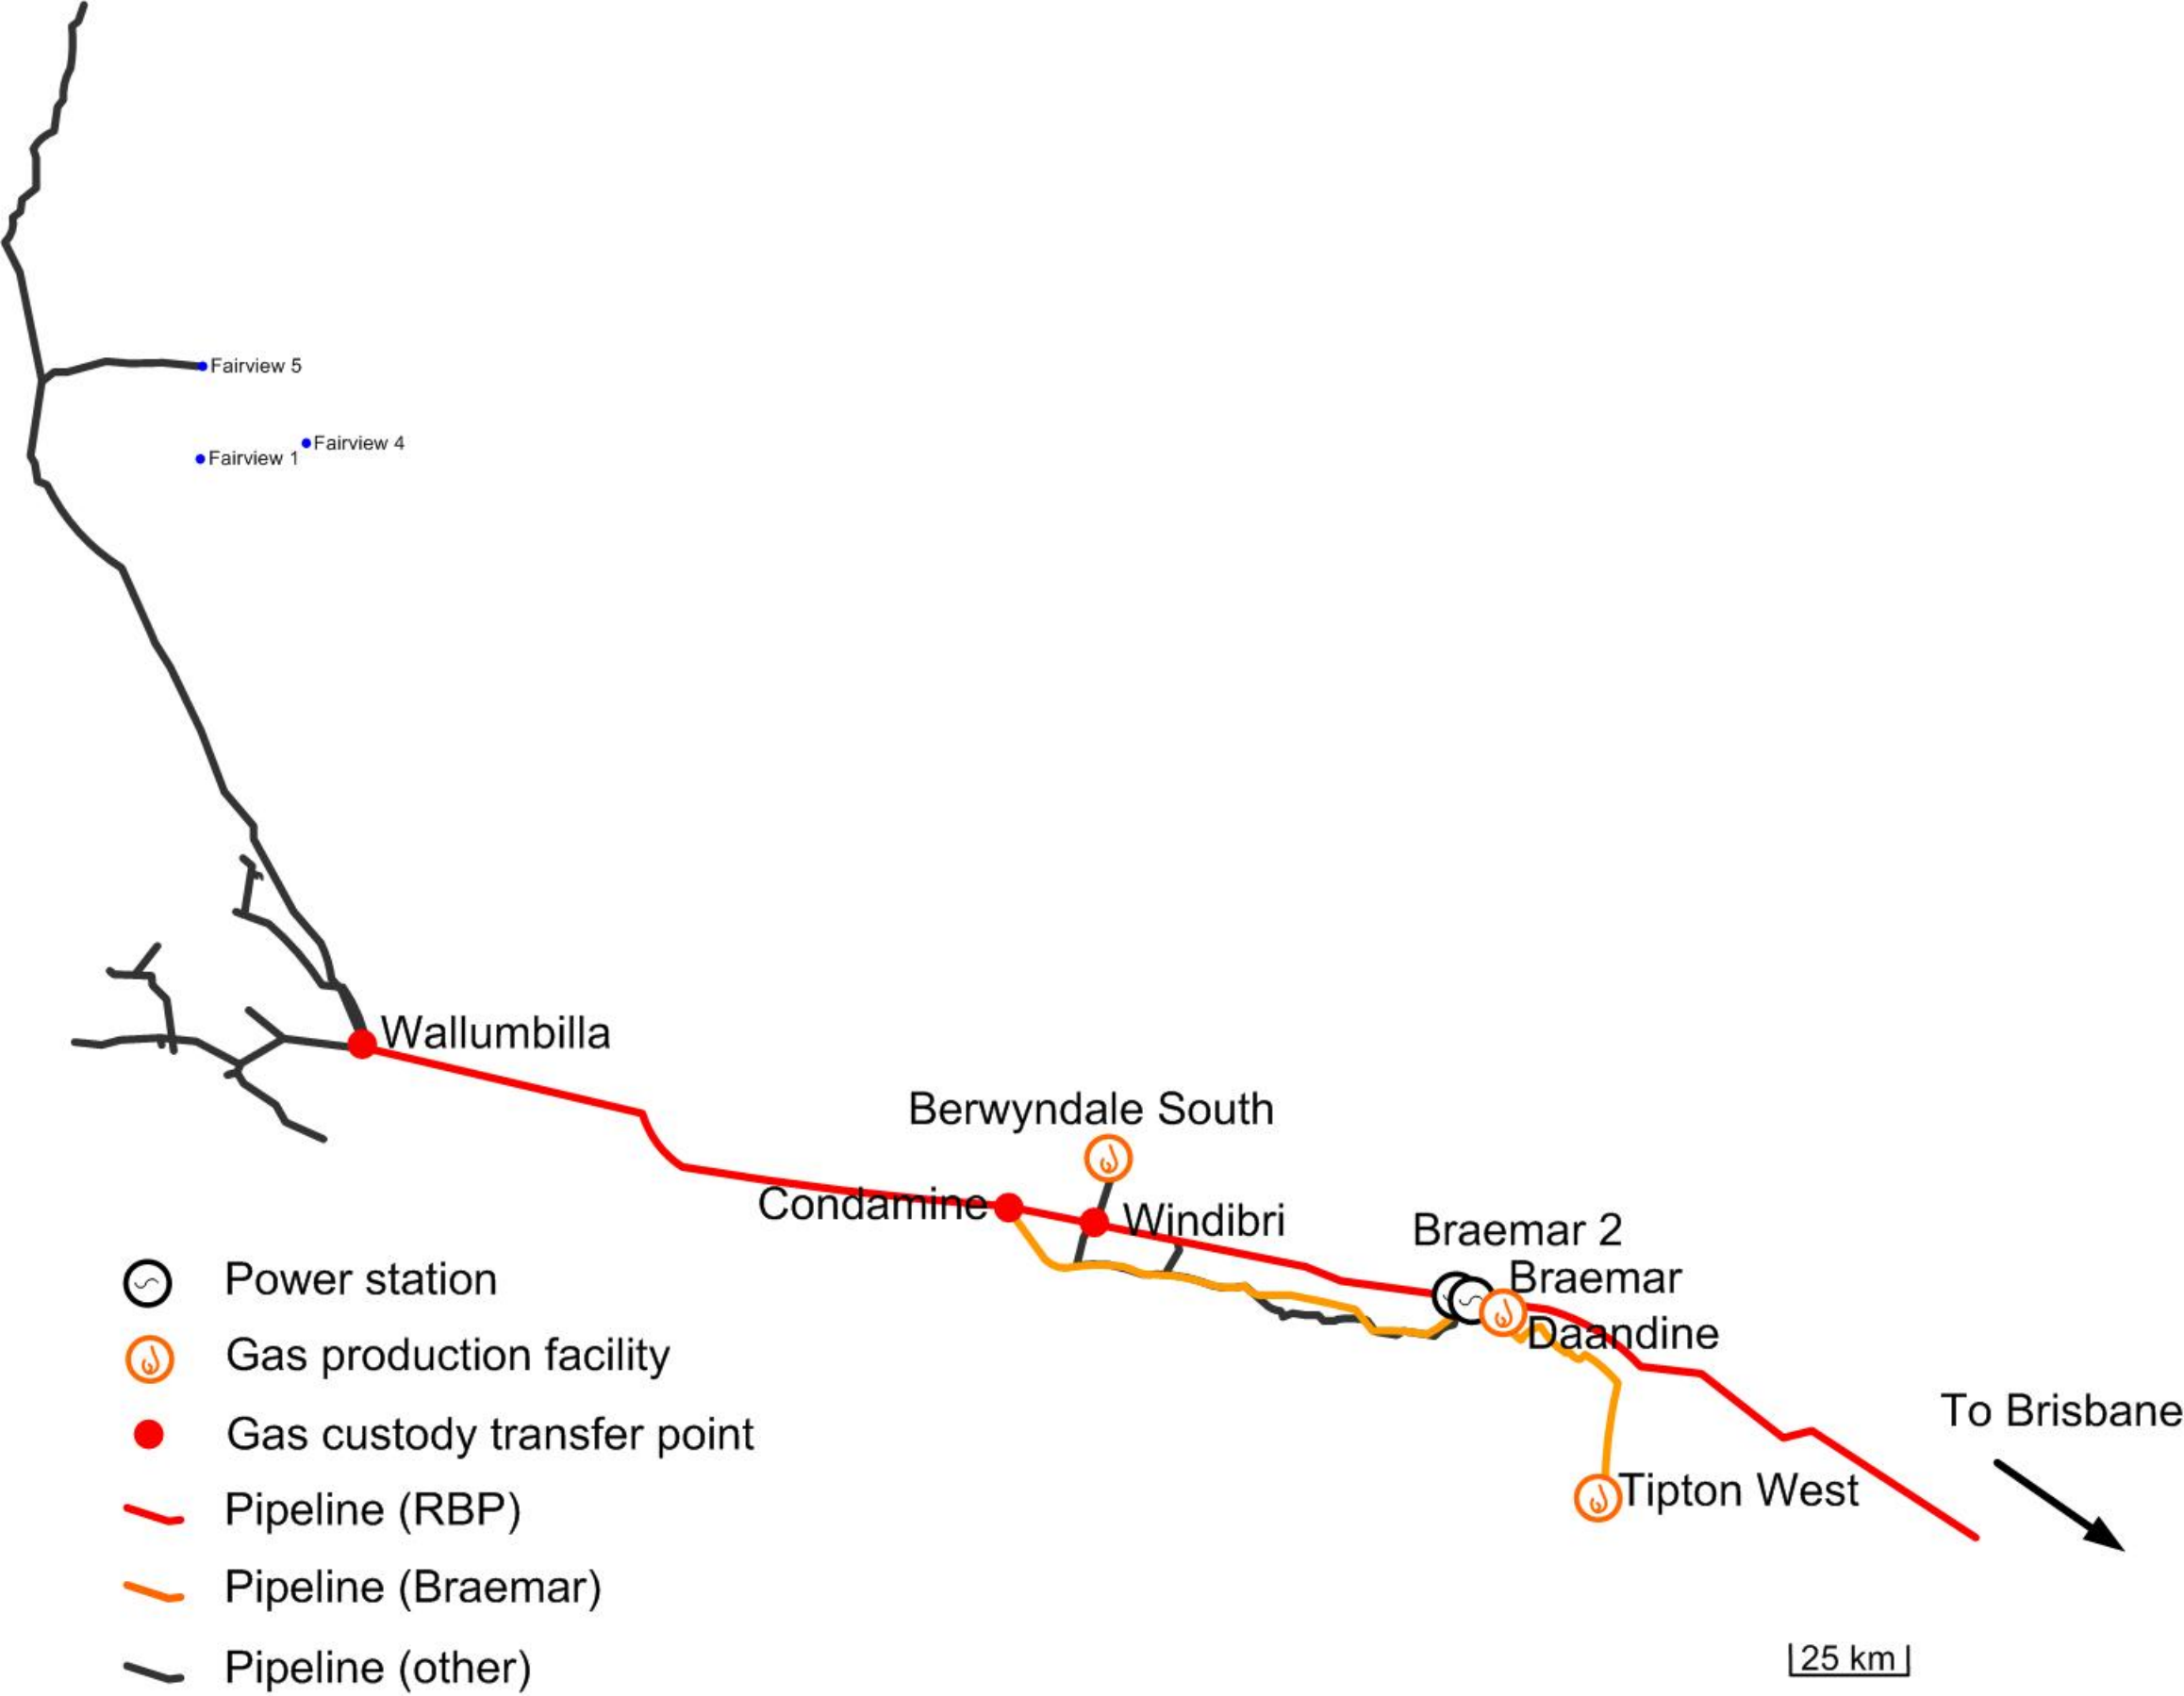 Fairview 5
Fairview 4
Fairview 1
Wallumbilla
Berwyndale South
Condamine
Windibri
Braemar 2
Braemar
Daandine
To Brisbane
Tipton West
Power station
Gas production facility
Gas custody transfer point
Pipeline (RBP)
Pipeline (Braemar)
Pipeline (other)
25 km